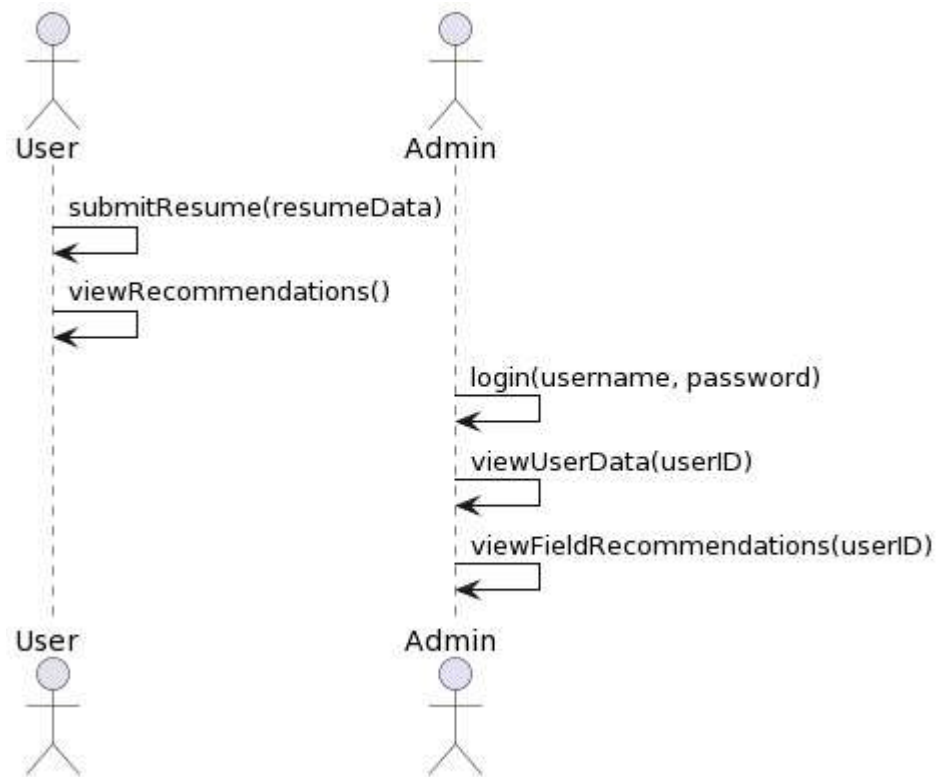 User
Admin
submitResume(resumeData)
viewRecommendations()
login(username, password)
viewUserData(userID)
viewFieldRecommendations(userID)
User
Admin